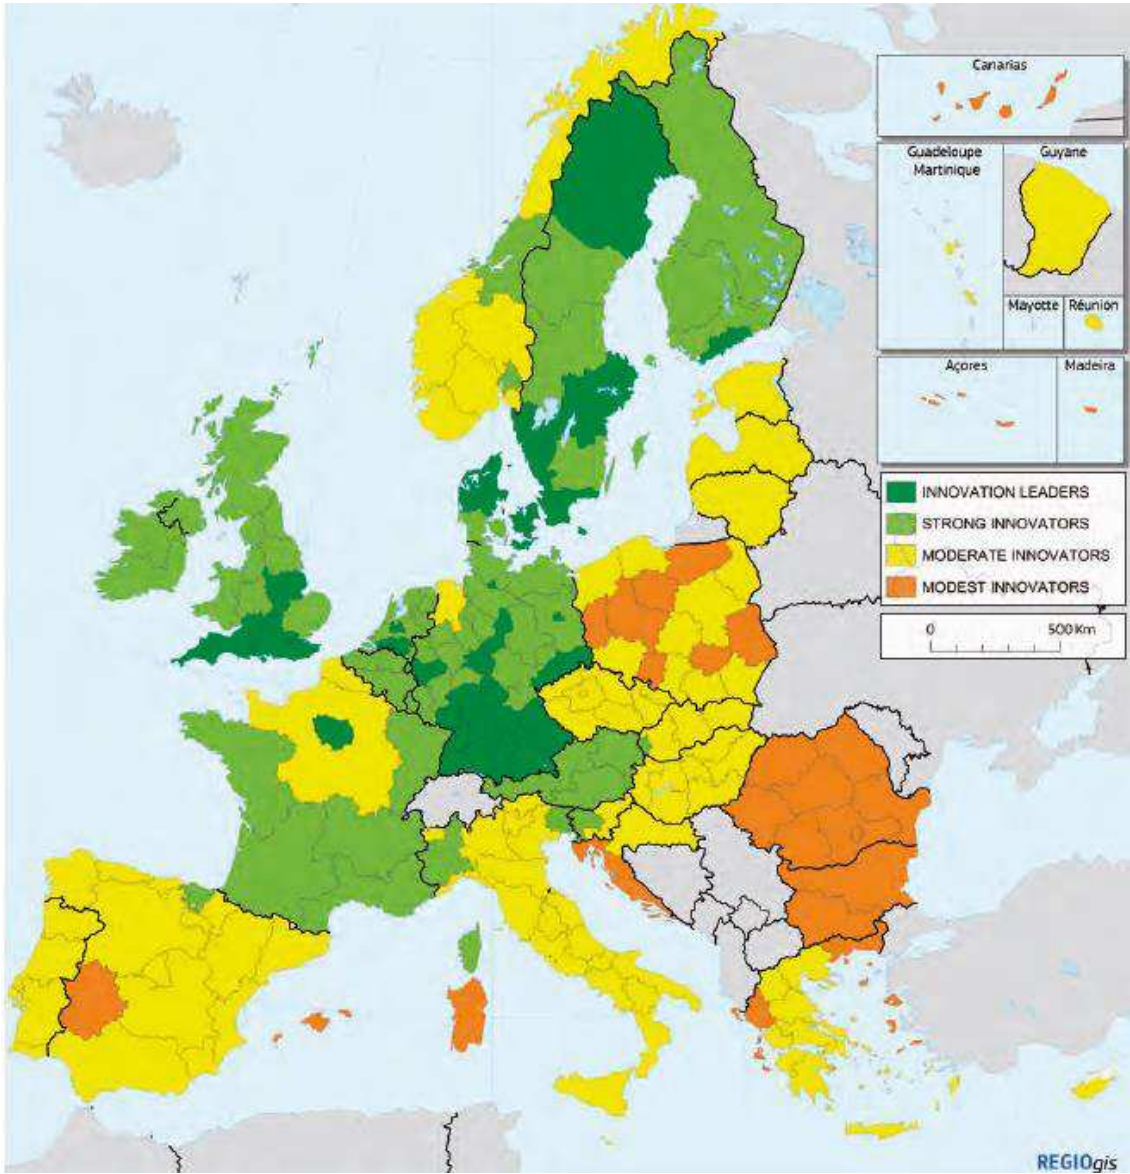 Canarias
Guadeloupe
Martinique
Guyane
Mayotte
Réunion
Açores
Madeira
INNOVATION LEADERS
STRONG INNOVATORS
MODERATE INNOVATORS
MODEST INNOVATORS
0 500 Km
REGIOgis